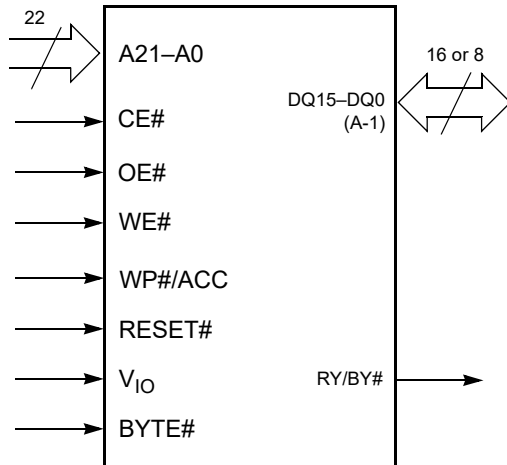 22
A21–A0
16 or 8
DQ15–DQ0
(A-1)
CE#
OE#
WE#
WP#/ACC
RESET#
VIO
RY/BY#
BYTE#